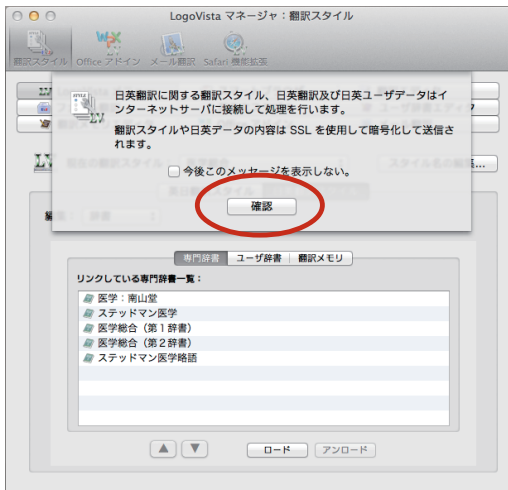 LogoVista マネージャ：翻訳スタイル
翻訳スタイル Office アドイン メール翻訳 Safari 機能拡張
日英翻訳に関する翻訳スタイル、日英翻訳及び日英ユーザデータはイ
ンターネットサーバに接続して処理を行います。
翻訳スタイルや日英データの内容は SSL を使用して暗号化して送信さ
れます。
今後このメッセージを表示しない。
確認
専門辞書 ユーザ辞書 翻訳メモリ
リンクしている専門辞書一覧：
医学：南山堂
ステッドマン医学
医学総合（第１辞書）
医学総合（第２辞書）
ステッドマン医学略語
ロード アンロード